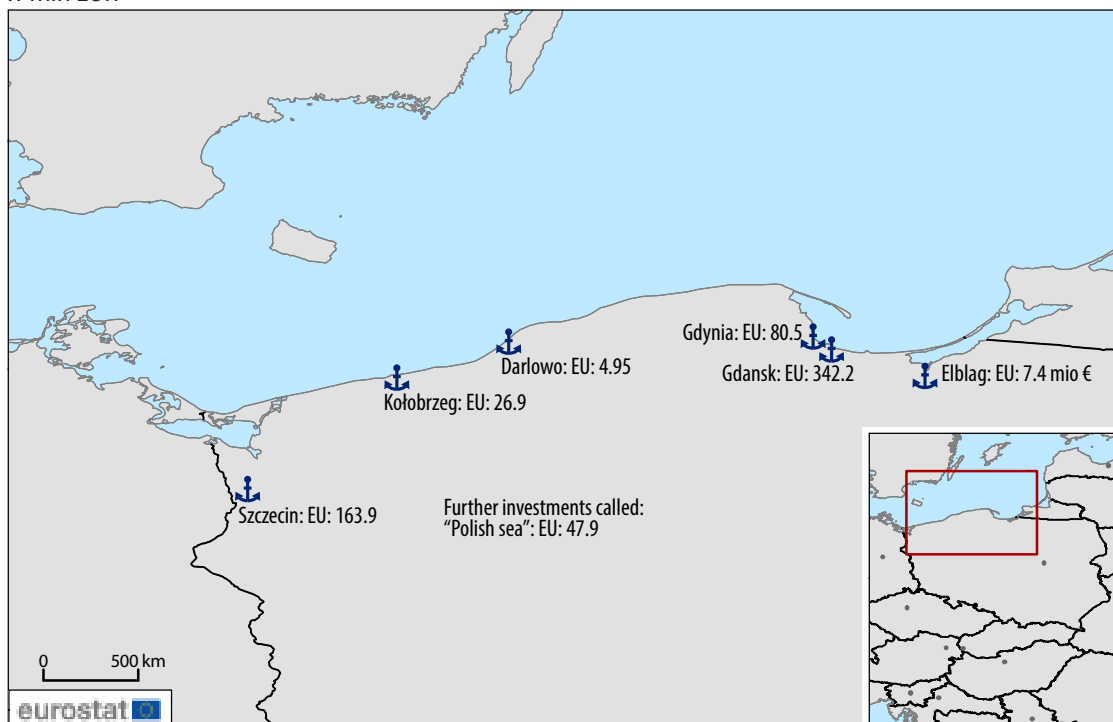 Gdynia: EU: 80.5
Darlowo: EU: 4.95
Gdansk: EU: 342.2
Elblag: EU: 7.4 mio €
Kołobrzeg: EU: 26.9
Szczecin: EU: 163.9
Further investments called:
“Polish sea”: EU: 47.9
0 500 km
eurostat